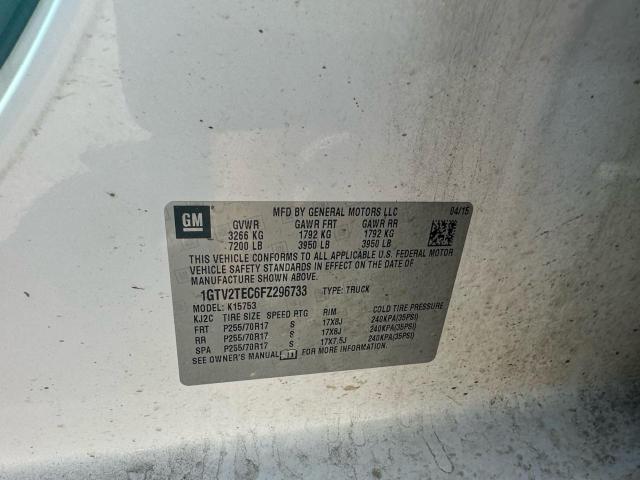 GM
MFD BY GENERAL MOTORS LLC
04/15
GVWR GAWR FRT GAWR RR
3266 KG 1792 KG 1792 KG
7200 LB 3950 LB 3950 LB
THIS VEHICLE CONFORMS TO ALL APPLICABLE U.S. FEDERAL MOTOR
VEHICLE SAFETY STANDARDS IN EFFECT ON THE DATE OF
MANUFACTURE SHOWN ABOVE.
1GTV2TEC6FZ296733 TYPE: TRUCK
MODEL: K15753
KJ2C TIRE SIZE SPEED RTG RIM COLD TIRE PRESSURE
FRT P255/70R17 S 17X8J 240KPA(35PSI)
RR P255/70R17 S 17X8J 240KPA(35PSI)
SPA P255/70R17 S 17X7.5J 240KPA(35PSI)
SEE OWNER'S MANUAL FOR MORE INFORMATION.